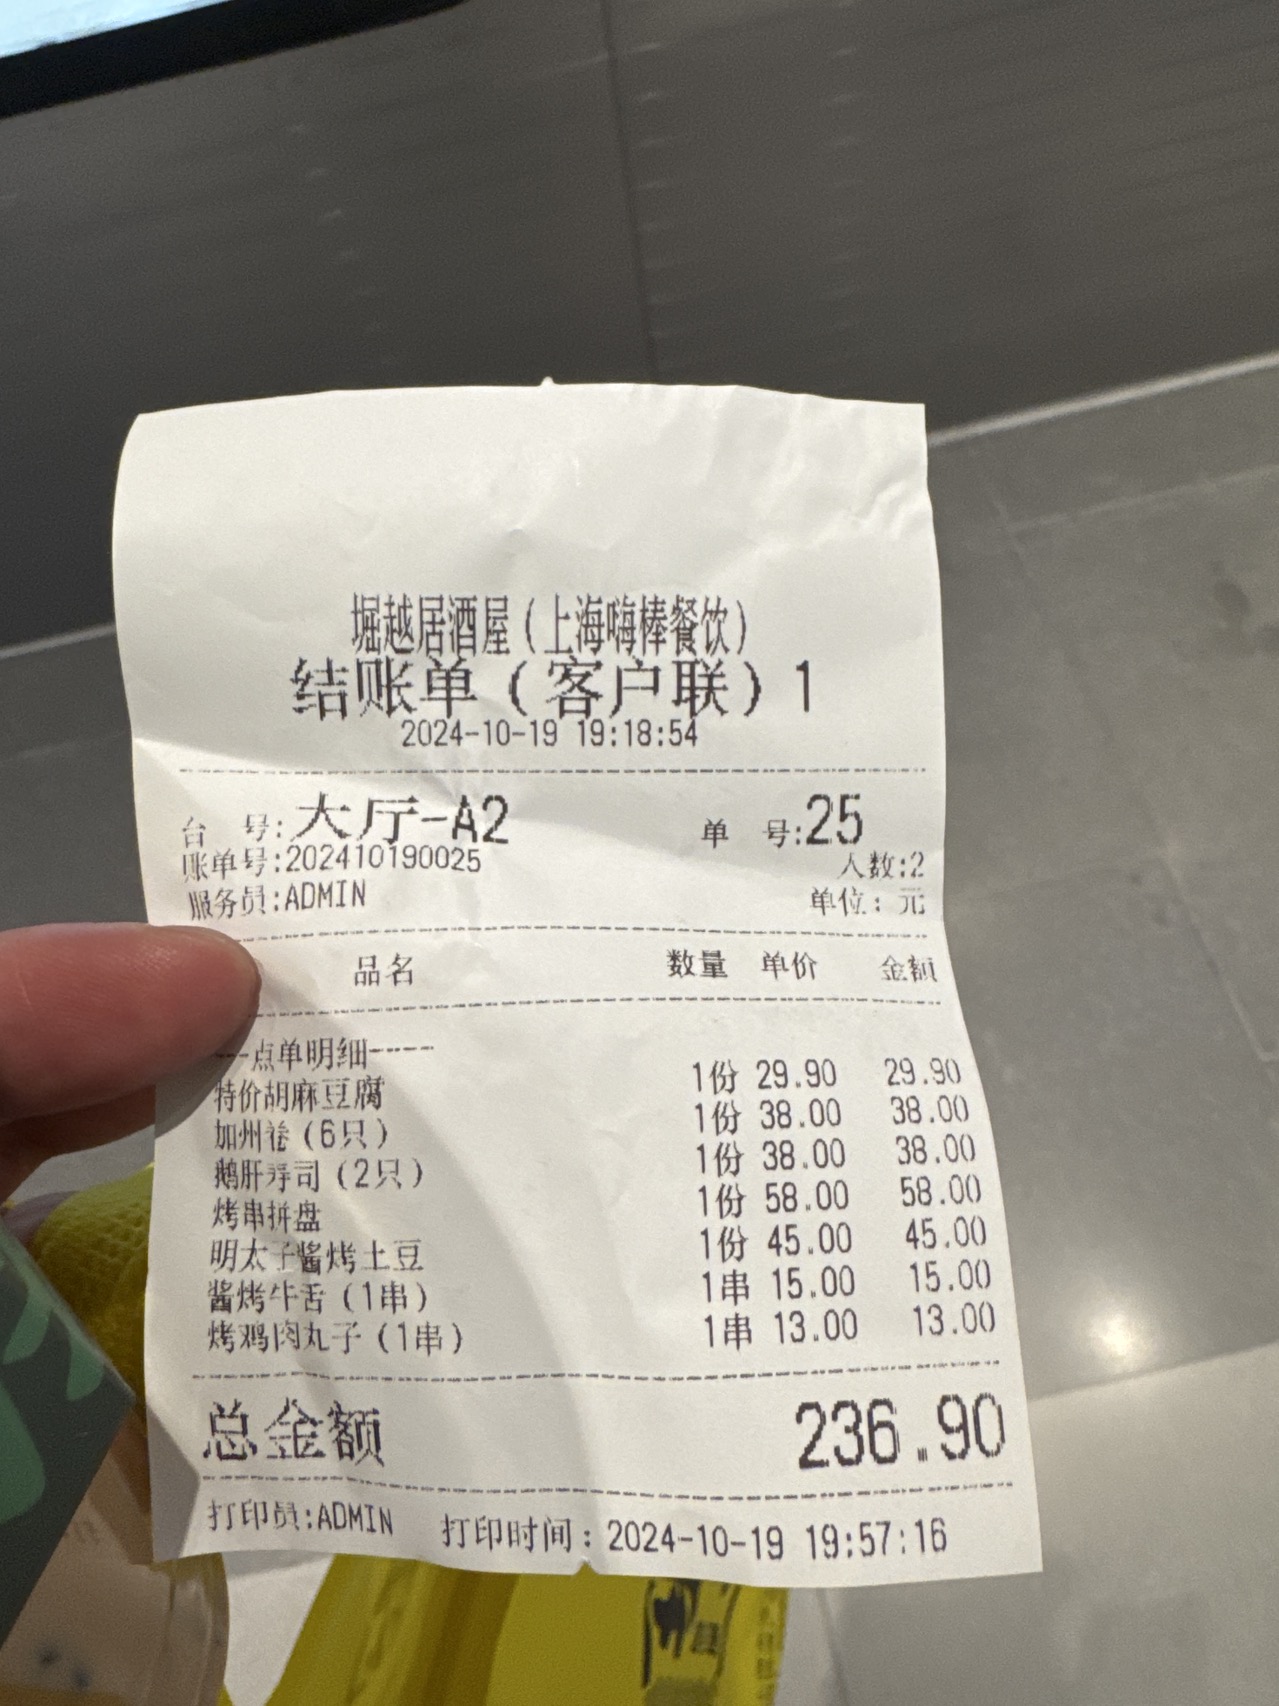 堀越居酒屋(上海嗨棒餐饮)
结账单(客户联)1
2024-10-19 19:18:54
台 号:大厅-A2 单 号:25
账单号:202410190025 人数:2
服务员:ADMIN 单位: 元
品名 数量 单价 金额
---点单明细-----
特价胡麻豆腐 1份 29.90 29.90
加州卷(6只) 1份 38.00 38.00
鹅肝寿司(2只) 1份 38.00 38.00
烤串拼盘 1份 58.00 58.00
明太子酱烤土豆 1份 45.00 45.00
酱烤牛舌(1串) 1串 15.00 15.00
烤鸡肉丸子(1串) 1串 13.00 13.00
总金额 236.90
打印员:ADMIN 打印时间: 2024-10-19 19:57:16